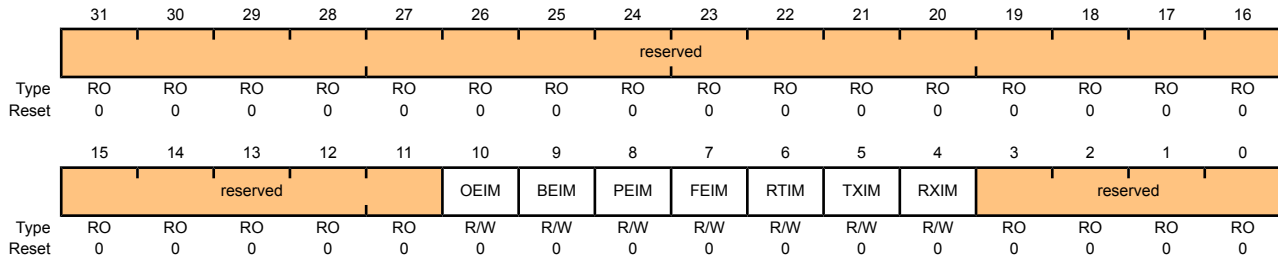 31 30 29 28 27 26 25 24 23 22 21 20 19 18 17 16
reserved
Type RO RO RO RO RO RO RO RO RO RO RO RO RO RO RO RO
Reset 0 0 0 0 0 0 0 0 0 0 0 0 0 0 0 0
15 14 13 12 11 10 9 8 7 6 5 4 3 2 1 0
reserved OEIM BEIM PEIM FEIM RTIM TXIM RXIM reserved
Type RO RO RO RO RO R/W R/W R/W R/W R/W R/W R/W RO RO RO RO
Reset 0 0 0 0 0 0 0 0 0 0 0 0 0 0 0 0